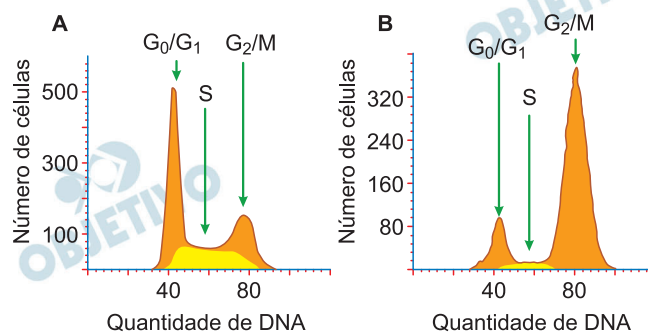 A
G₀/G₁
G₂/M
S
Número de células
500
300
100
40
80
Quantidade de DNA
OBJETIVO
B
G₂/M
G₀/G₁
S
Número de células
320
240
160
80
40
80
Quantidade de DNA
OBJETIVO